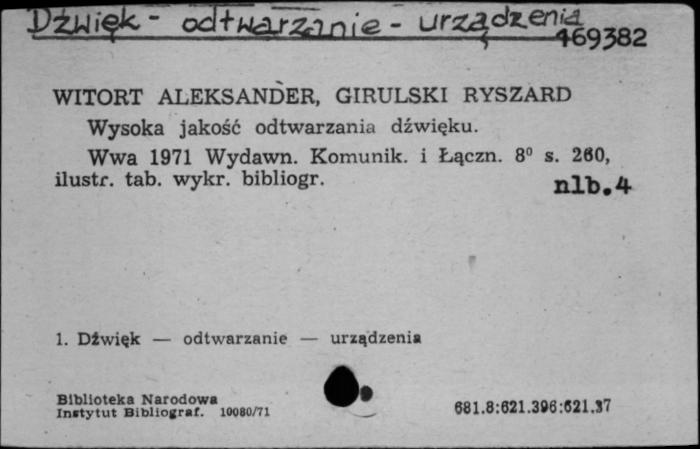 Dźwięk - odtwarzanie - urządzenia
469382
WITORT ALEKSANDER, GIRULSKI RYSZARD
Wysoka jakość odtwarzania dźwięku.
Wwa 1971 Wydawn. Komunik. i Łączn. 8⁰ s. 260,
ilustr. tab. wykr. bibliogr.
nlb.4
1. Dźwięk — odtwarzanie — urządzenia
Biblioteka Narodowa
Instytut Bibliograf. 10080/71
681.8:621.396:621.37